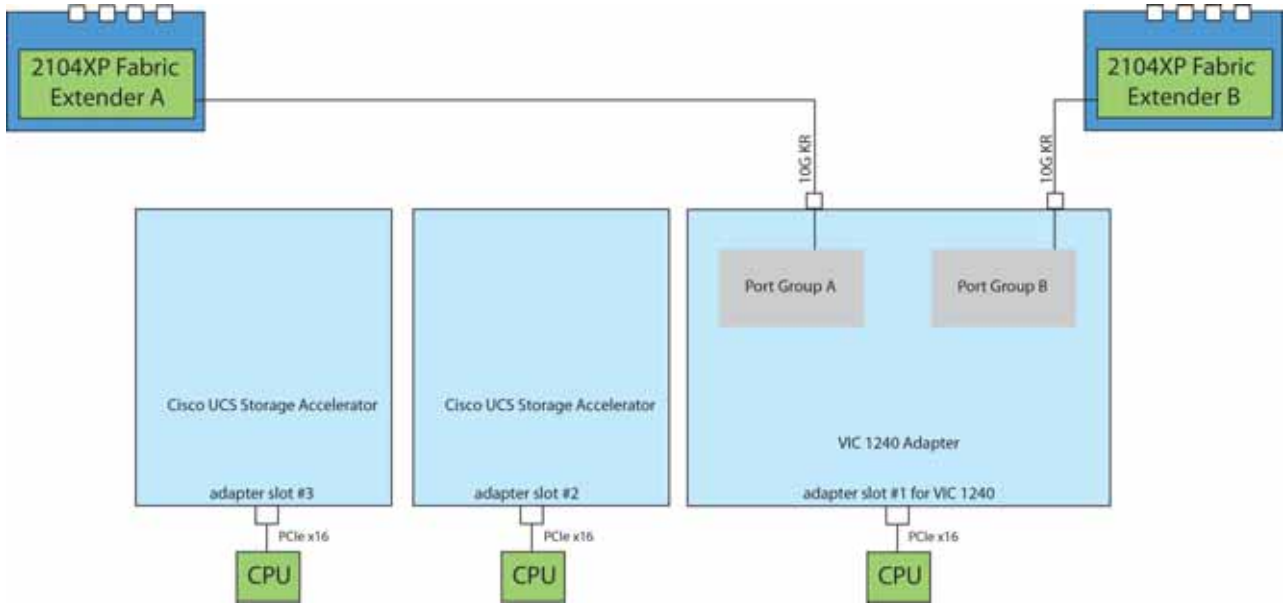 2104XP Fabric
Extender A
2104XP Fabric
Extender B
10G KR
10G KR
Port Group A
Port Group B
Cisco UCS Storage Accelerator
Cisco UCS Storage Accelerator
VIC 1240 Adapter
adapter slot #3
adapter slot #2
adapter slot #1 for VIC 1240
PCIe x16
PCIe x16
PCIe x16
CPU
CPU
CPU